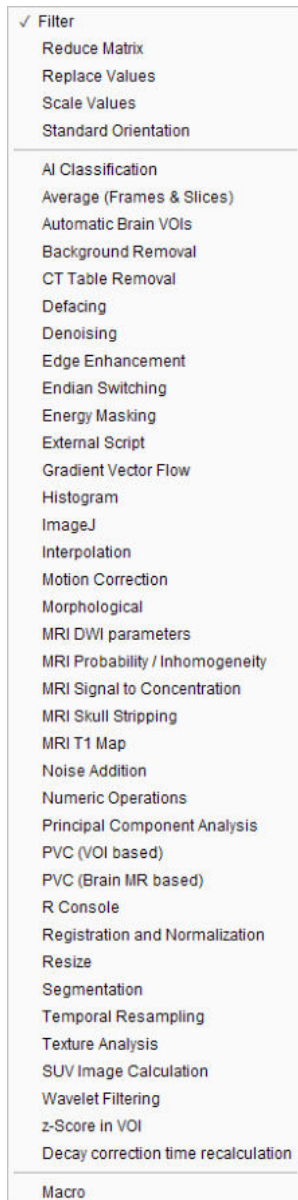 ✓ Filter
Reduce Matrix
Replace Values
Scale Values
Standard Orientation
AI Classification
Average (Frames & Slices)
Automatic Brain VOIs
Background Removal
CT Table Removal
Defacing
Denoising
Edge Enhancement
Endian Switching
Energy Masking
External Script
Gradient Vector Flow
Histogram
ImageJ
Interpolation
Motion Correction
Morphological
MRI DWI parameters
MRI Probability / Inhomogeneity
MRI Signal to Concentration
MRI Skull Stripping
MRI T1 Map
Noise Addition
Numeric Operations
Principal Component Analysis
PVC (VOI based)
PVC (Brain MR based)
R Console
Registration and Normalization
Resize
Segmentation
Temporal Resampling
Texture Analysis
SUV Image Calculation
Wavelet Filtering
z-Score in VOI
Decay correction time recalculation
Macro